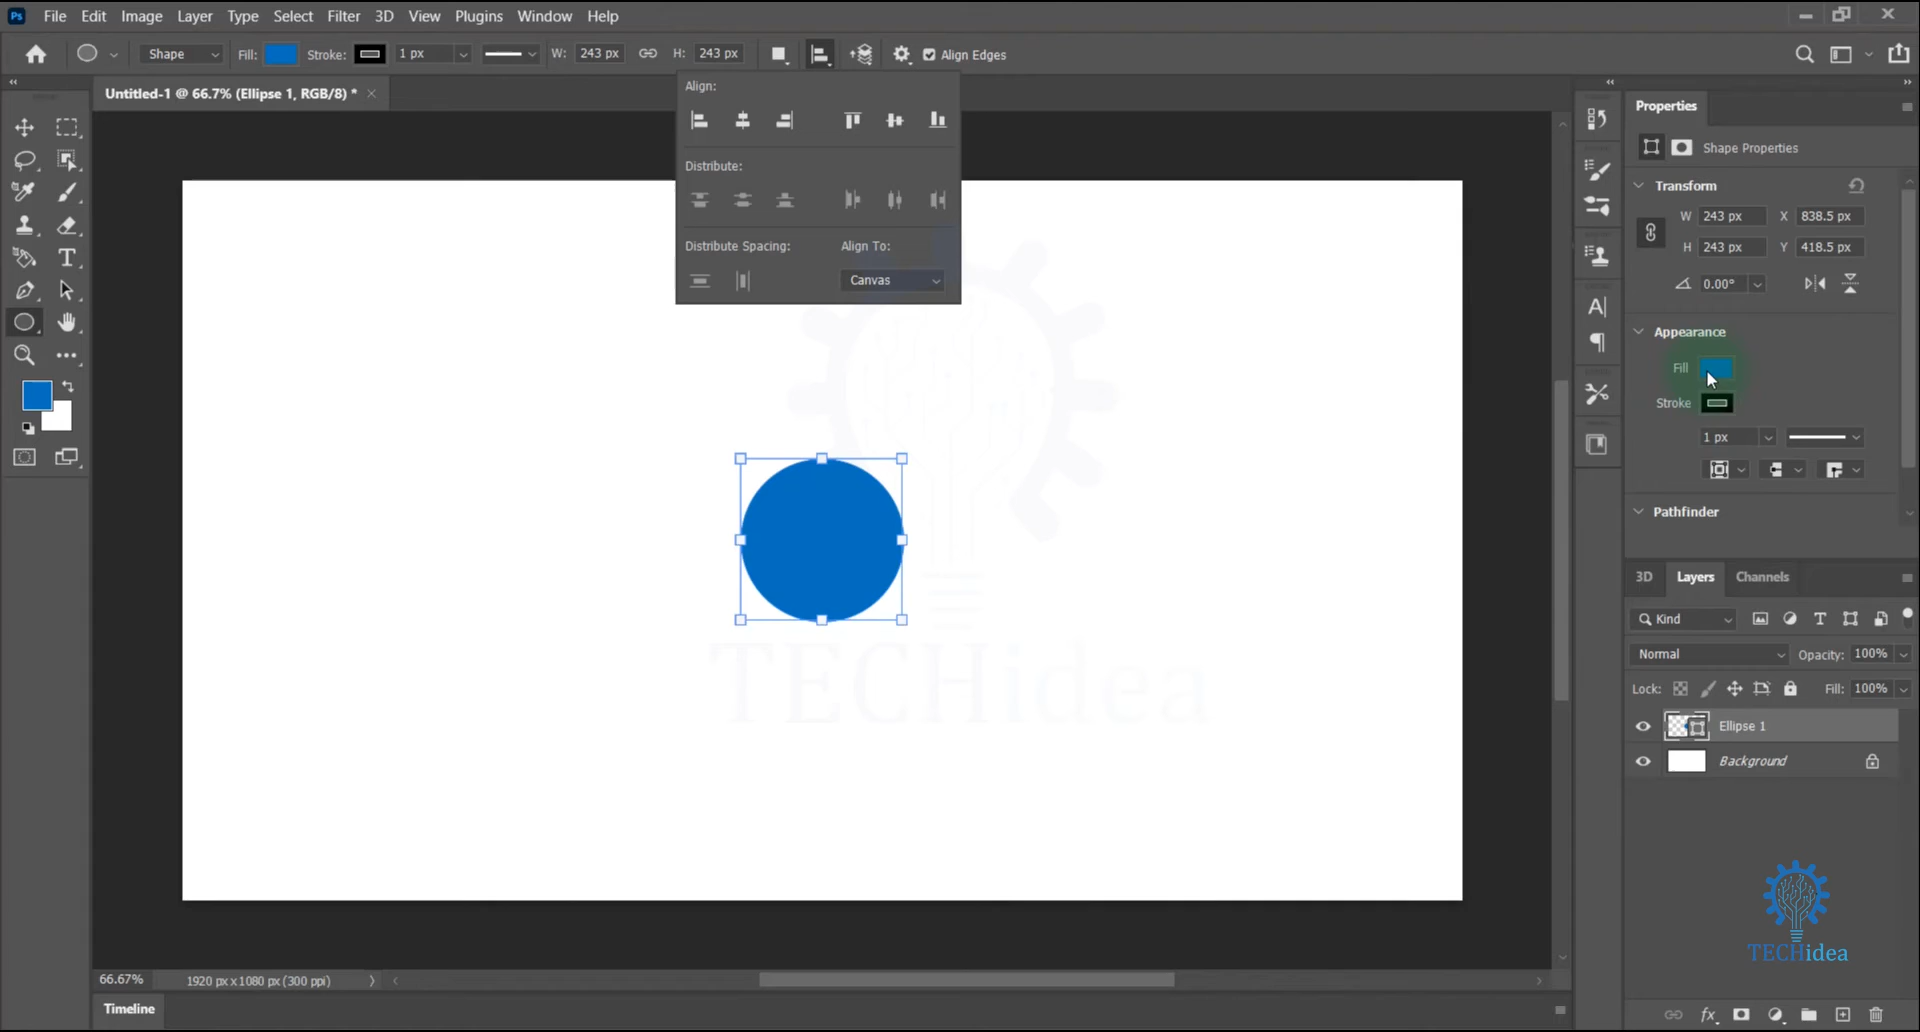 Ps File Edit Image Layer Type Select Filter 3D View Plugins Window Help
Shape Fill: Stroke: 1 px W: 243 px H: 243 px Align Edges
Untitled-1 @ 66.7% (Ellipse 1, RGB/8) *
Align:
Distribute:
Distribute Spacing: Align To:
Canvas
Properties
Shape Properties
Transform
W 243 px X 838.5 px
H 243 px Y 418.5 px
0.00°
Appearance
Fill
Stroke
1 px
Pathfinder
3D Layers Channels
Kind
Normal Opacity: 100%
Lock: Fill: 100%
Ellipse 1
Background
TECHidea
TECHidea
66.67% 1920 px x 1080 px (300 ppi)
Timeline